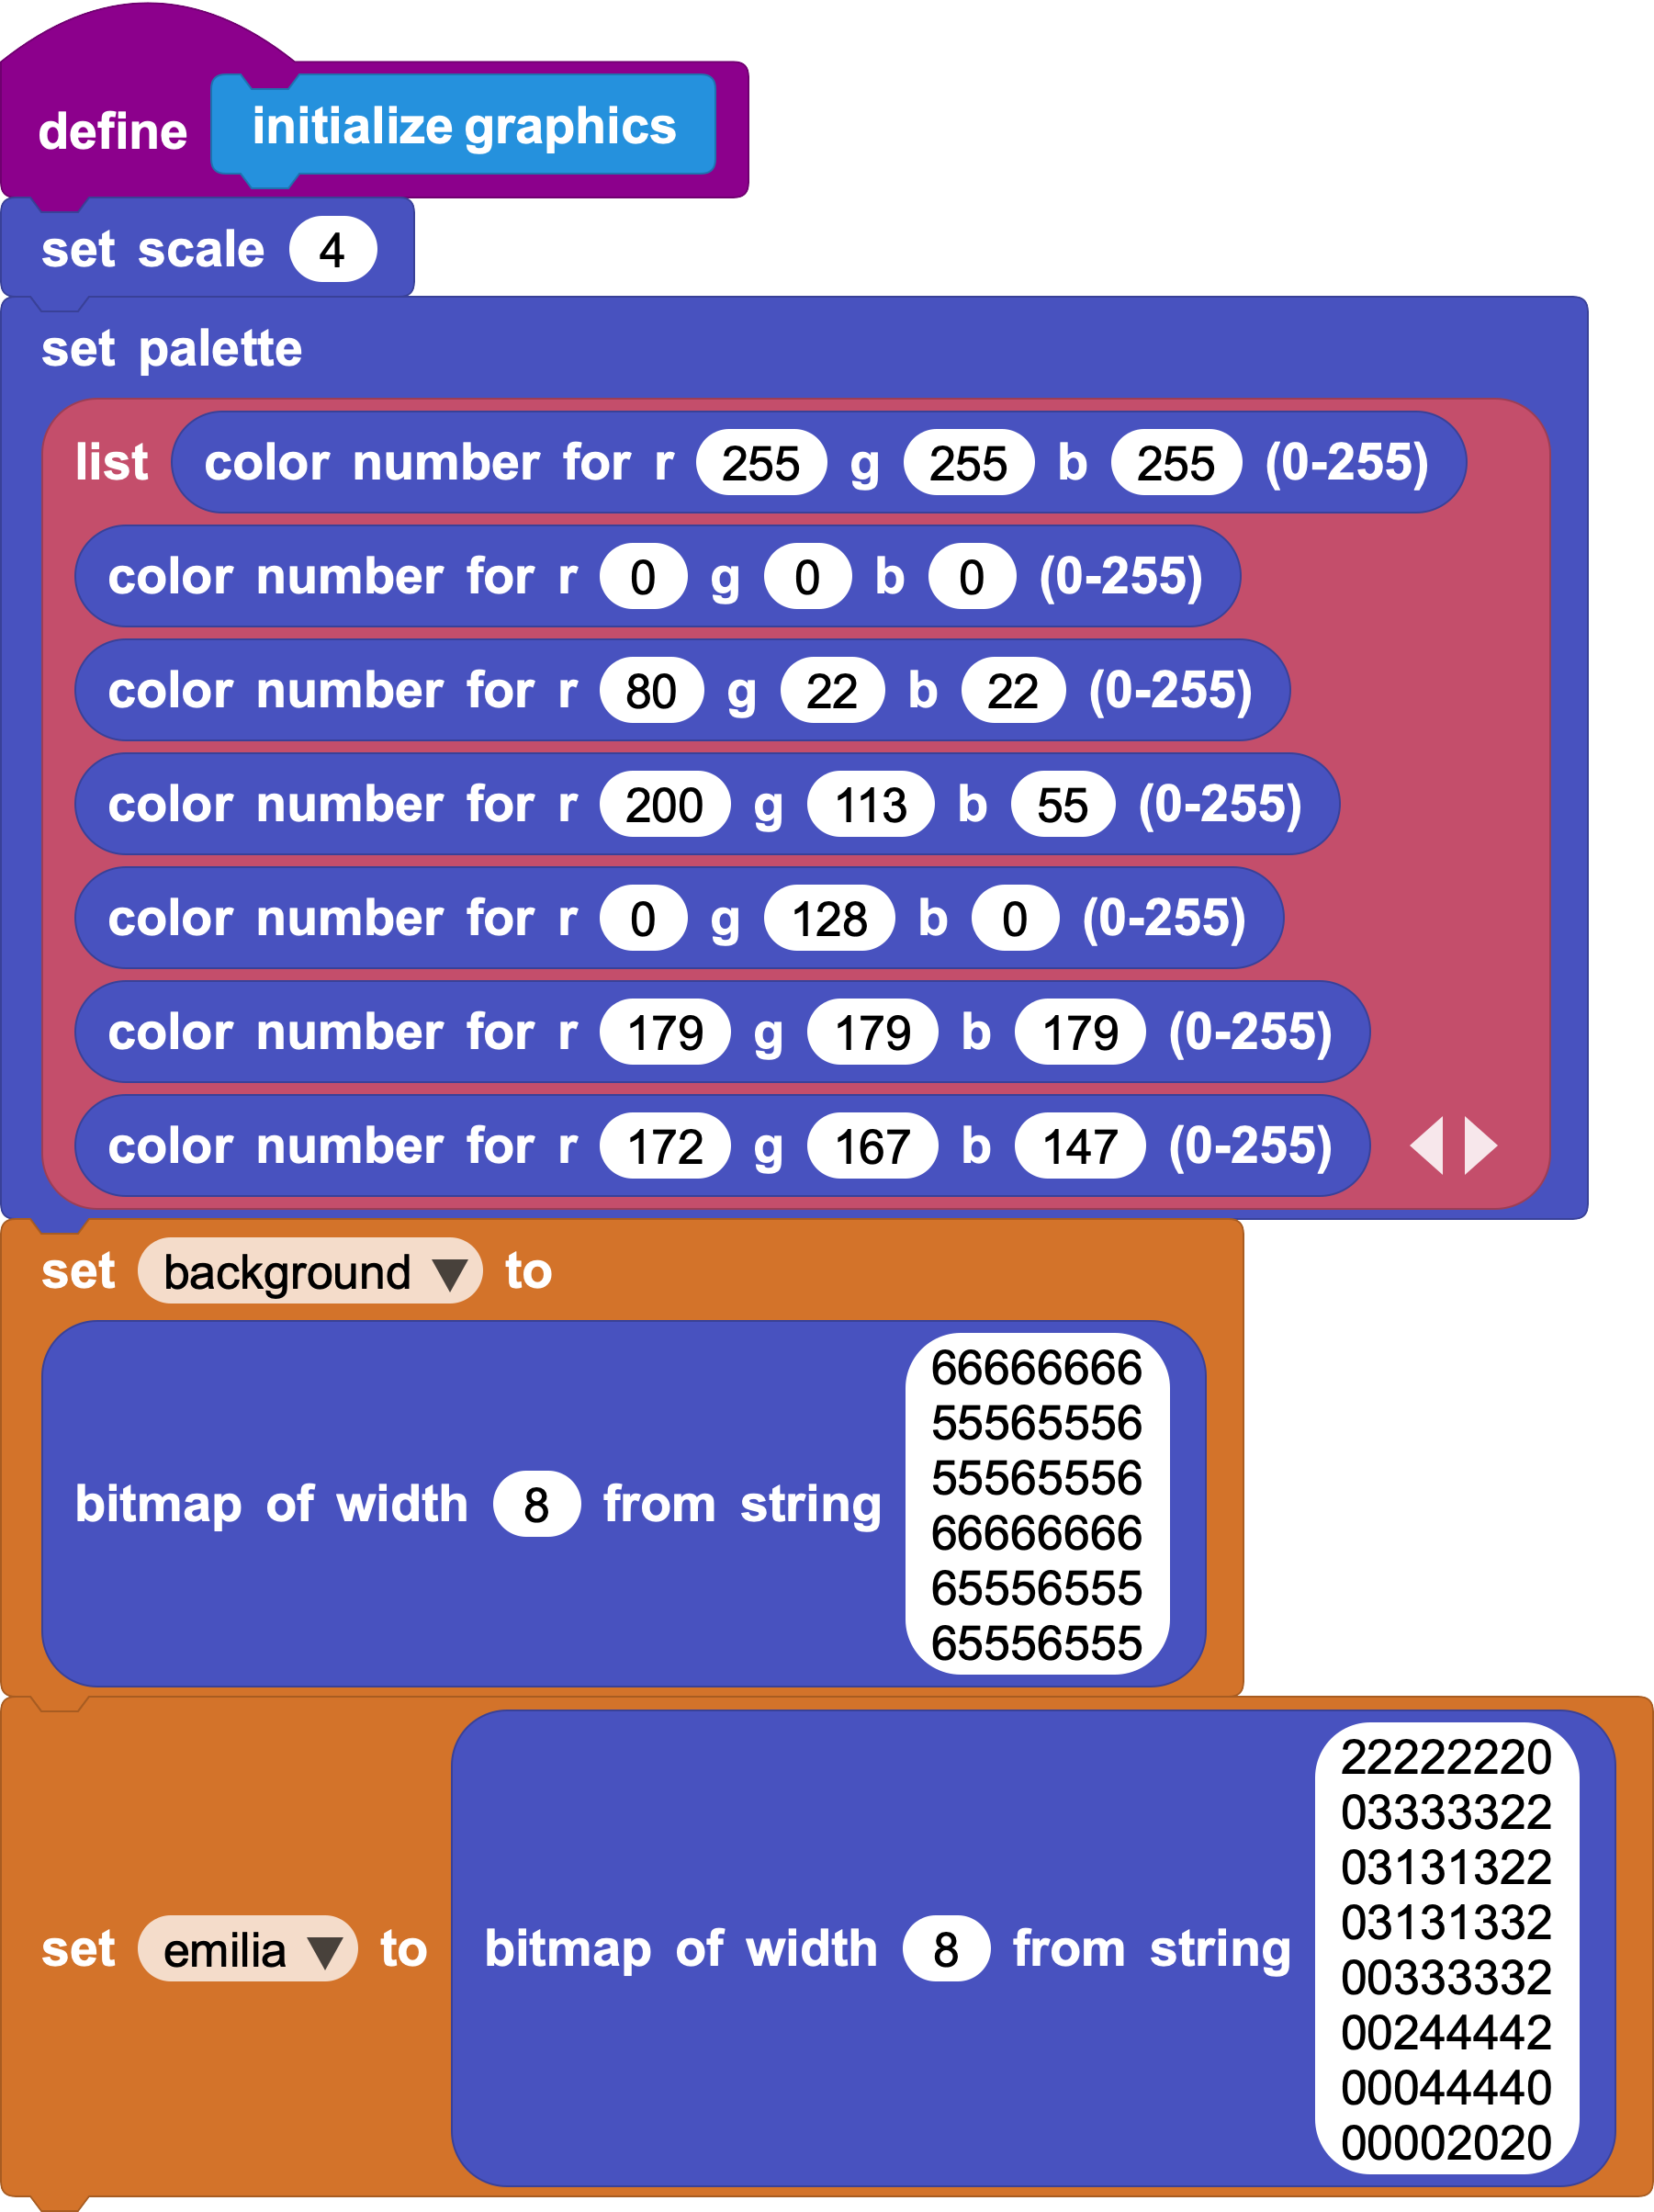 define initialize graphics
set scale 4
set palette
list color number for r 255 g 255 b 255 (0-255)
color number for r 0 g 0 b 0 (0-255)
color number for r 80 g 22 b 22 (0-255)
color number for r 200 g 113 b 55 (0-255)
color number for r 0 g 128 b 0 (0-255)
color number for r 179 g 179 b 179 (0-255)
color number for r 172 g 167 b 147 (0-255)
set background to
bitmap of width 8 from string
66666666
55565556
55565556
66666666
65556555
65556555
set emilia to bitmap of width 8 from string
22222220
03333322
03131322
03131332
00333332
00244442
00044440
00002020